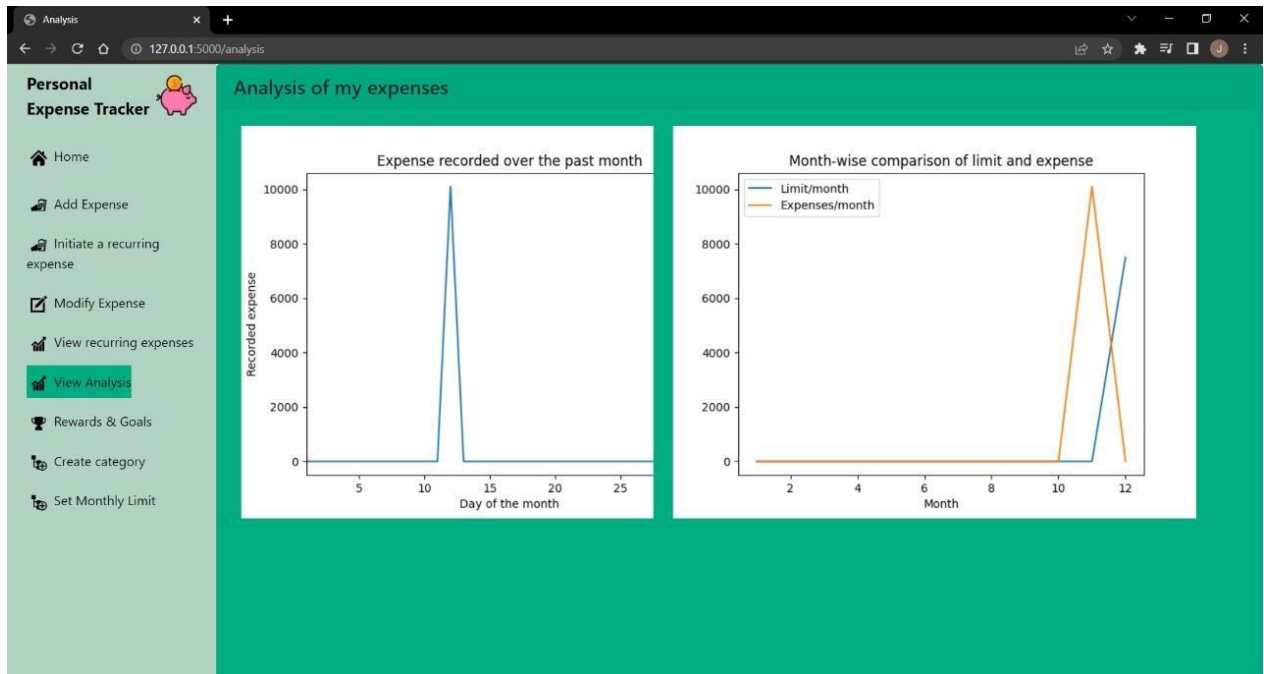 Analysis
127.0.0.1:5000/analysis
J
Personal
Expense Tracker
Home
Add Expense
Initiate a recurring
expense
Modify Expense
View recurring expenses
View Analysis
Rewards & Goals
Create category
Set Monthly Limit
Analysis of my expenses
Expense recorded over the past month
10000
8000
6000
4000
2000
0
Recorded expense
5 10 15 20 25
Day of the month
Month-wise comparison of limit and expense
Limit/month
Expenses/month
10000
8000
6000
4000
2000
0
2 4 6 8 10 12
Month